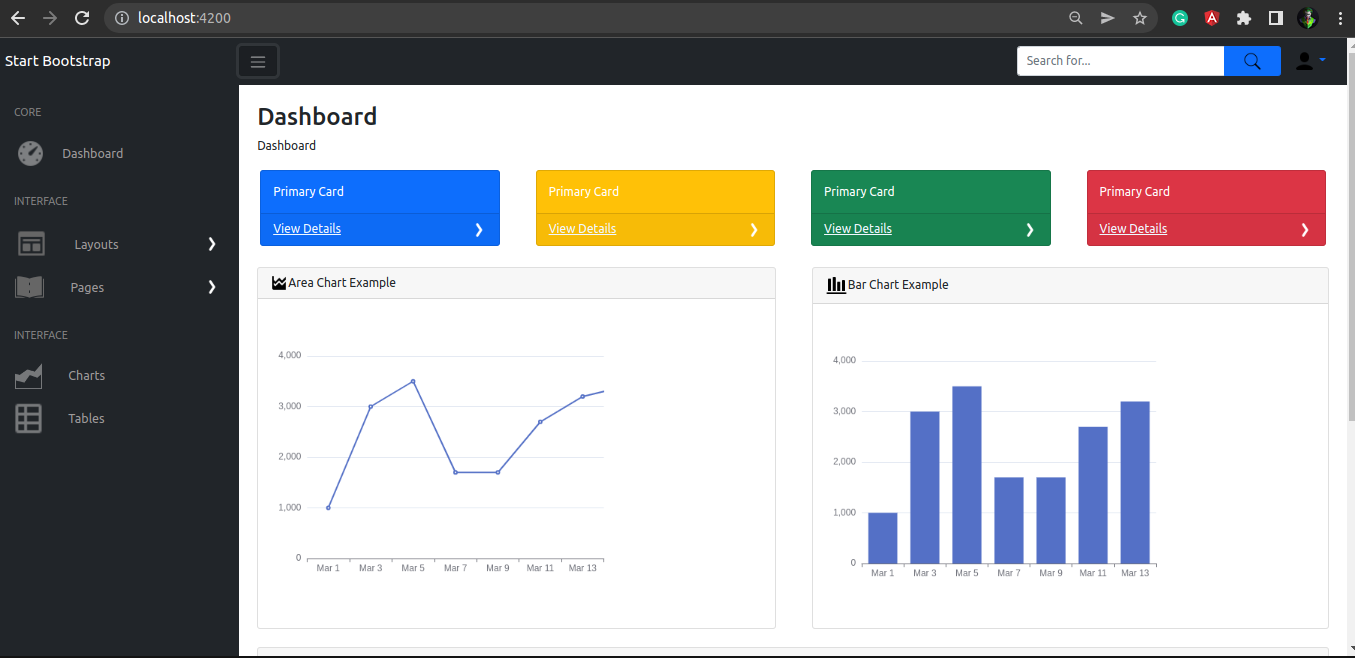 localhost:4200
Start Bootstrap
Search for...
CORE
Dashboard
INTERFACE
Layouts
Pages
INTERFACE
Charts
Tables
Dashboard
Dashboard
Primary Card
View Details
Primary Card
View Details
Primary Card
View Details
Primary Card
View Details
Area Chart Example
4,000
3,000
2,000
1,000
0
Mar 1 Mar 3 Mar 5 Mar 7 Mar 9 Mar 11 Mar 13
Bar Chart Example
4,000
3,000
2,000
1,000
0
Mar 1 Mar 3 Mar 5 Mar 7 Mar 9 Mar 11 Mar 13